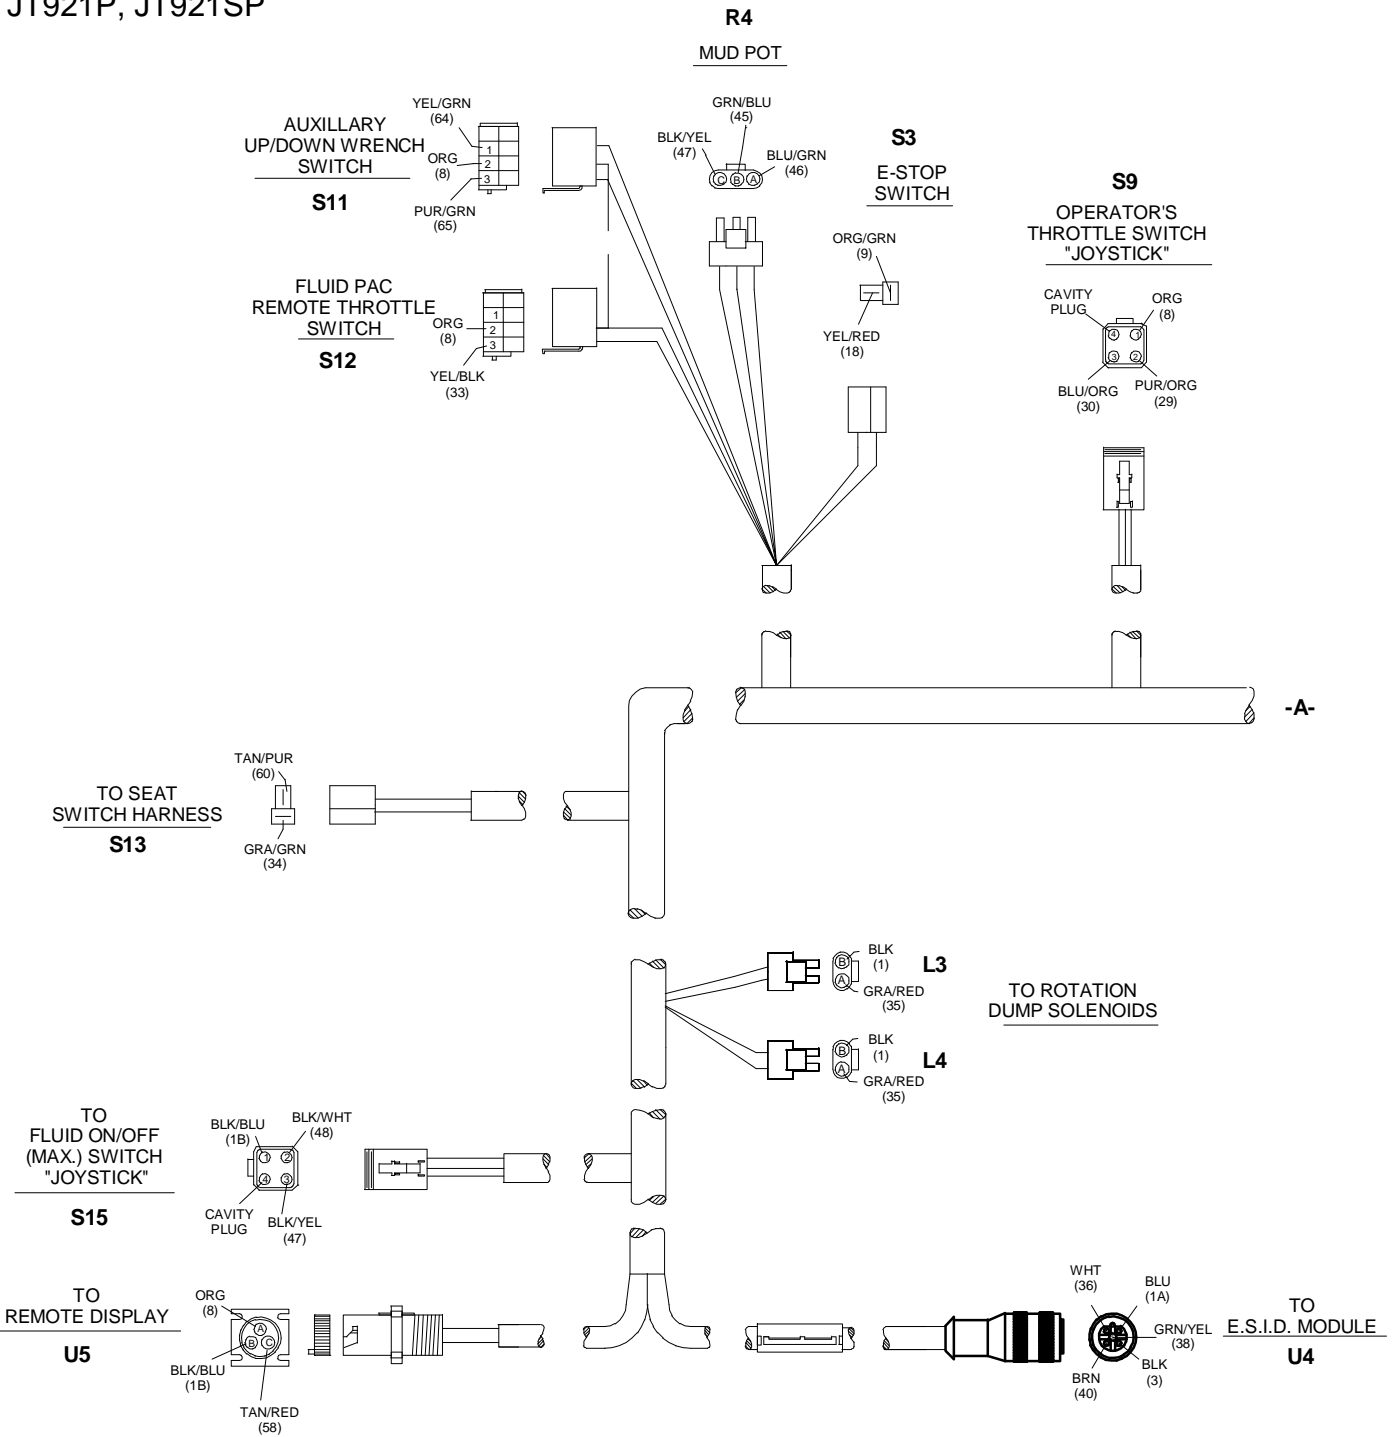 JT921P, JT921SP
R4
MUD POT
GRN/BLU
(45)
BLK/YEL
(47)
BLU/GRN
(46)
C B A
AUXILLARY
UP/DOWN WRENCH
SWITCH
S11
YEL/GRN
(64)
ORG
(8)
PUR/GRN
(65)
1
2
3
S3
E-STOP
SWITCH
ORG/GRN
(9)
YEL/RED
(18)
S9
OPERATOR'S
THROTTLE SWITCH
"JOYSTICK"
CAVITY
PLUG
ORG
(8)
4 1
3 2
BLU/ORG
(30)
PUR/ORG
(29)
FLUID PAC
REMOTE THROTTLE
SWITCH
S12
ORG
(8)
YEL/BLK
(33)
1
2
3
-A-
TO SEAT
SWITCH HARNESS
S13
TAN/PUR
(60)
GRA/GRN
(34)
BLK
(1)
L3
B
A
GRA/RED
(35)
TO ROTATION
DUMP SOLENOIDS
BLK
(1)
L4
B
A
GRA/RED
(35)
TO
FLUID ON/OFF
(MAX.) SWITCH
"JOYSTICK"
S15
BLK/BLU
(1B)
BLK/WHT
(48)
1 2
4 3
CAVITY
PLUG
BLK/YEL
(47)
TO
REMOTE DISPLAY
U5
ORG
(8)
A
B C
BLK/BLU
(1B)
TAN/RED
(58)
WHT
(36)
BLU
(1A)
GRN/YEL
(38)
BLK
(3)
BRN
(40)
TO
E.S.I.D. MODULE
U4